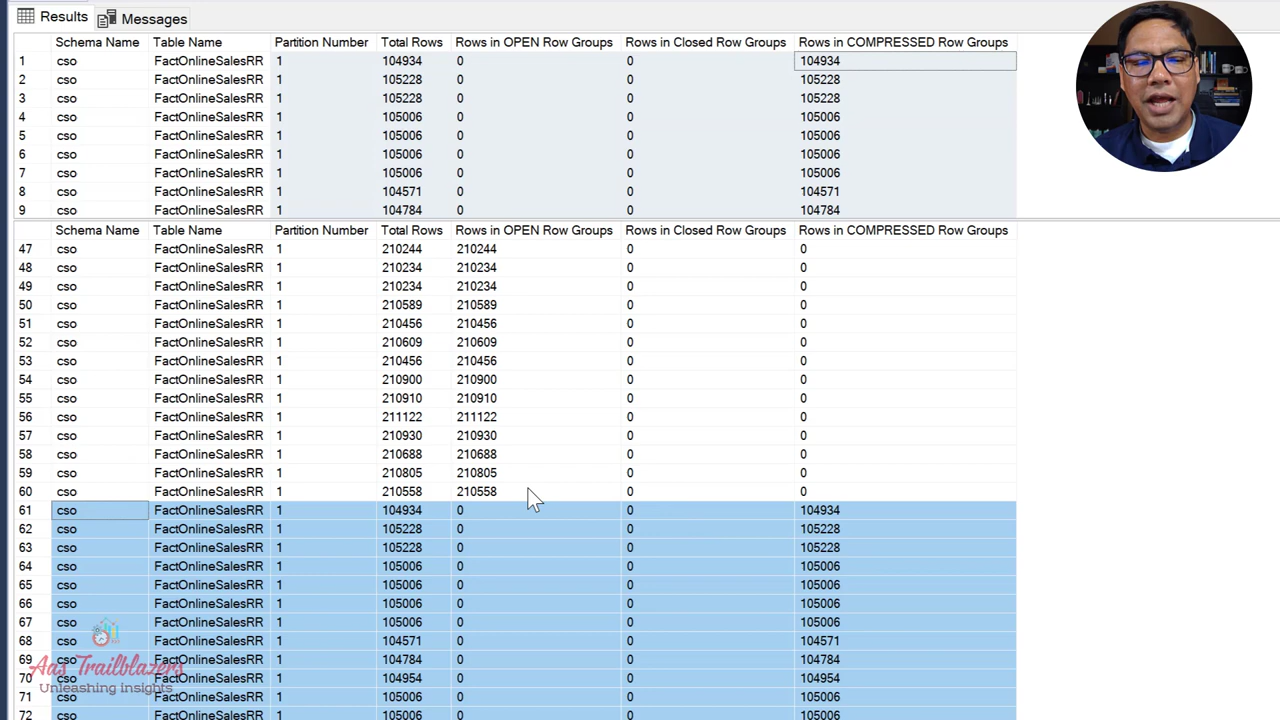 Results Messages
Schema Name Table Name Partition Number Total Rows Rows in OPEN Row Groups Rows in Closed Row Groups Rows in COMPRESSED Row Groups
1 cso FactOnlineSalesRR 1 104934 0 0 104934
2 cso FactOnlineSalesRR 1 105228 0 0 105228
3 cso FactOnlineSalesRR 1 105228 0 0 105228
4 cso FactOnlineSalesRR 1 105006 0 0 105006
5 cso FactOnlineSalesRR 1 105006 0 0 105006
6 cso FactOnlineSalesRR 1 105006 0 0 105006
7 cso FactOnlineSalesRR 1 105006 0 0 105006
8 cso FactOnlineSalesRR 1 104571 0 0 104571
9 cso FactOnlineSalesRR 1 104784 0 0 104784
Schema Name Table Name Partition Number Total Rows Rows in OPEN Row Groups Rows in Closed Row Groups Rows in COMPRESSED Row Groups
47 cso FactOnlineSalesRR 1 210244 210244 0 0
48 cso FactOnlineSalesRR 1 210234 210234 0 0
49 cso FactOnlineSalesRR 1 210234 210234 0 0
50 cso FactOnlineSalesRR 1 210589 210589 0 0
51 cso FactOnlineSalesRR 1 210456 210456 0 0
52 cso FactOnlineSalesRR 1 210609 210609 0 0
53 cso FactOnlineSalesRR 1 210456 210456 0 0
54 cso FactOnlineSalesRR 1 210900 210900 0 0
55 cso FactOnlineSalesRR 1 210910 210910 0 0
56 cso FactOnlineSalesRR 1 211122 211122 0 0
57 cso FactOnlineSalesRR 1 210930 210930 0 0
58 cso FactOnlineSalesRR 1 210688 210688 0 0
59 cso FactOnlineSalesRR 1 210805 210805 0 0
60 cso FactOnlineSalesRR 1 210558 210558 0 0
61 cso FactOnlineSalesRR 1 104934 0 0 104934
62 cso FactOnlineSalesRR 1 105228 0 0 105228
63 cso FactOnlineSalesRR 1 105228 0 0 105228
64 cso FactOnlineSalesRR 1 105006 0 0 105006
65 cso FactOnlineSalesRR 1 105006 0 0 105006
66 cso FactOnlineSalesRR 1 105006 0 0 105006
67 cso FactOnlineSalesRR 1 105006 0 0 105006
68 cso FactOnlineSalesRR 1 104571 0 0 104571
69 cso FactOnlineSalesRR 1 104784 0 0 104784
70 cso FactOnlineSalesRR 1 104954 0 0 104954
71 cso FactOnlineSalesRR 1 105006 0 0 105006
72 cso FactOnlineSalesRR 1 105006 0 0 105006
Aas Trailblazers
Unleashing insights